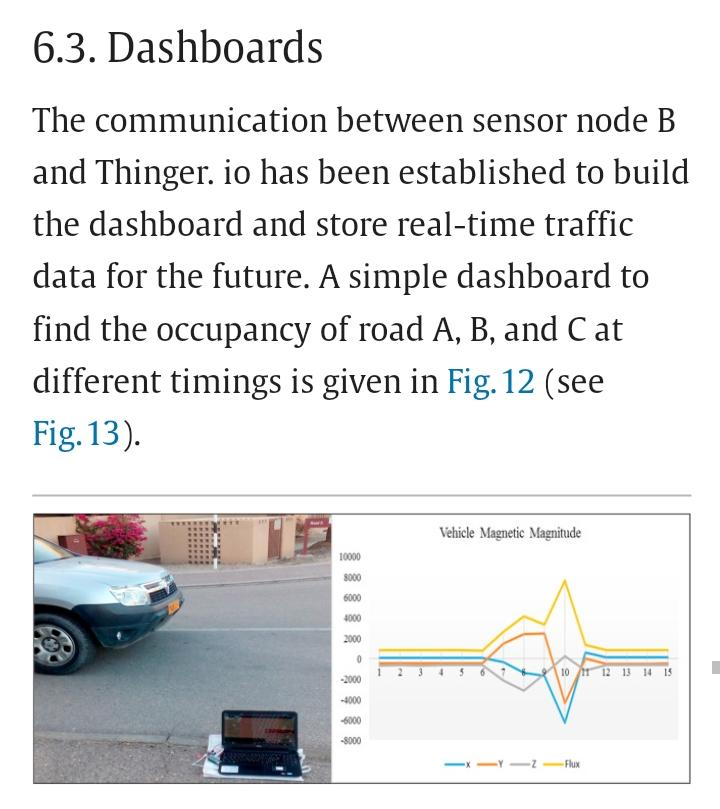 6.3. Dashboards
The communication between sensor node B
and Thinger. io has been established to build
the dashboard and store real-time traffic
data for the future. A simple dashboard to
find the occupancy of road A, B, and C at
different timings is given in Fig. 12 (see
Fig. 13).
Vehicle Magnetic Magnitude
10000
8000
6000
4000
2000
0
-2000
-4000
-6000
-8000
1 2 3 4 5 6 7 8 9 10 11 12 13 14 15
x Y Z Flux